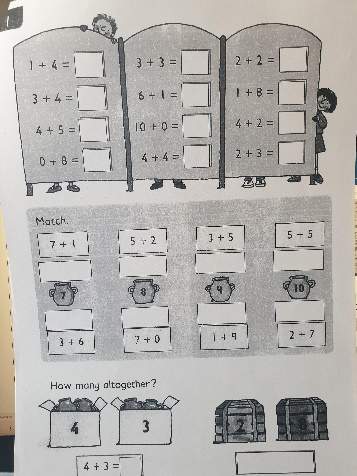 1 + 4 =
3 + 3 =
2 + 2 =
3 + 4 =
6 + 1 =
1 + 8 =
4 + 5 =
10 + 0 =
4 + 2 =
0 + 8 =
4 + 4 =
2 + 3 =
Match.
7 + 1
5 + 2
3 + 5
5 + 5
7
8
9
10
3 + 6
7 + 0
1 + 9
2 + 7
How many altogether?
4
3
2
4 + 3 =